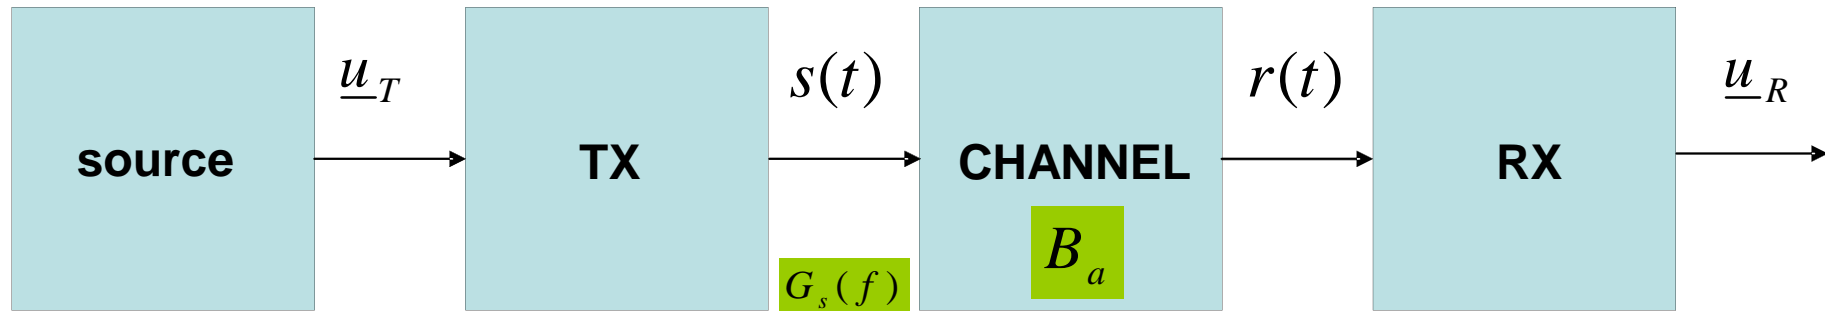 source
u_T
TX
s(t)
G_s(f)
CHANNEL
B_a
r(t)
RX
u_R